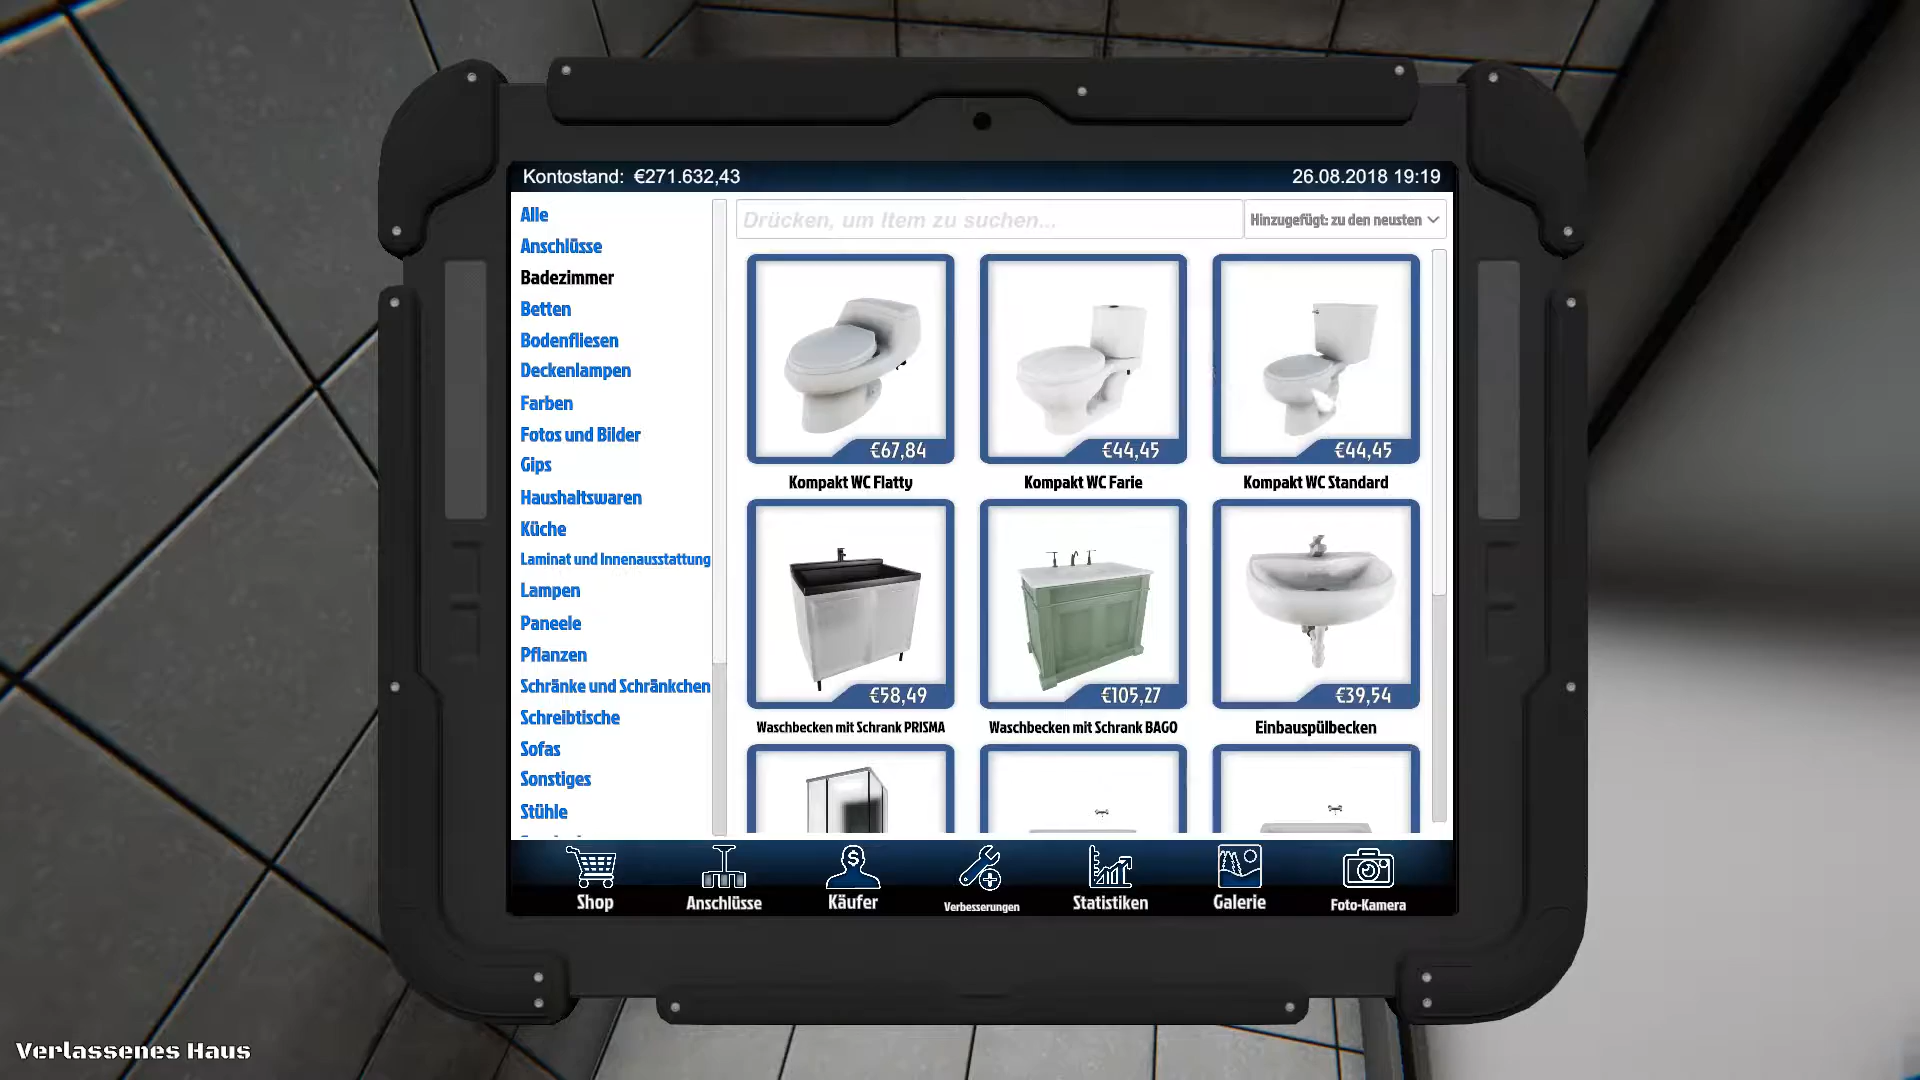 Kontostand: €271.632,43
26.08.2018 19:19
Alle
Anschlüsse
Badezimmer
Betten
Bodenfliesen
Deckenlampen
Farben
Fotos und Bilder
Gips
Haushaltswaren
Küche
Laminat und Innenausstattung
Lampen
Paneele
Pflanzen
Schränke und Schränkchen
Schreibtische
Sofas
Sonstiges
Stühle
Drücken, um Item zu suchen...
Hinzugefügt: zu den neusten
€67,84
€44,45
€44,45
Kompakt WC Flatty
Kompakt WC Farie
Kompakt WC Standard
€58,49
€105,27
€39,54
Waschbecken mit Schrank PRISMA
Waschbecken mit Schrank BAGO
Einbauspülbecken
Shop
Anschlüsse
Käufer
Verbesserungen
Statistiken
Galerie
Foto-Kamera
Verlassenes Haus